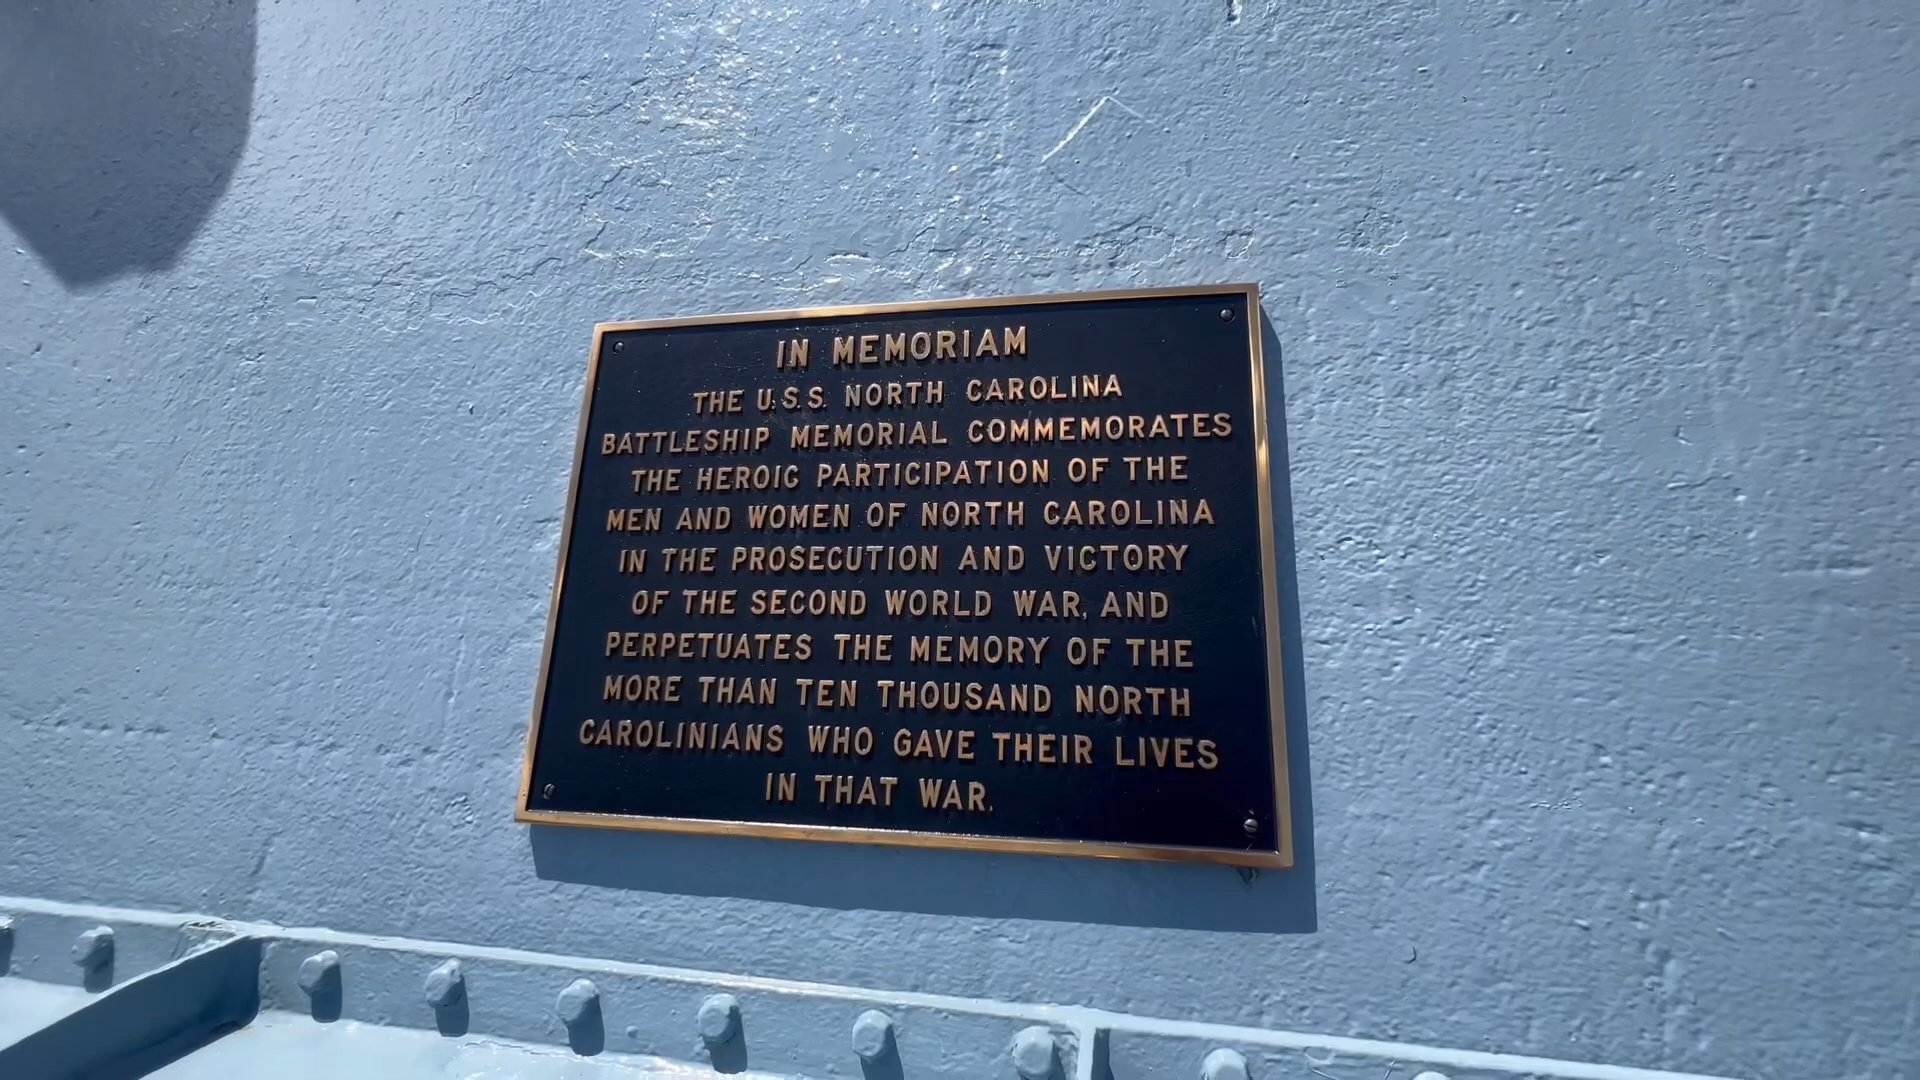 IN MEMORIAM
THE U.S.S. NORTH CAROLINA
BATTLESHIP MEMORIAL COMMEMORATES
THE HEROIC PARTICIPATION OF THE
MEN AND WOMEN OF NORTH CAROLINA
IN THE PROSECUTION AND VICTORY
OF THE SECOND WORLD WAR, AND
PERPETUATES THE MEMORY OF THE
MORE THAN TEN THOUSAND NORTH
CAROLINIANS WHO GAVE THEIR LIVES
IN THAT WAR.